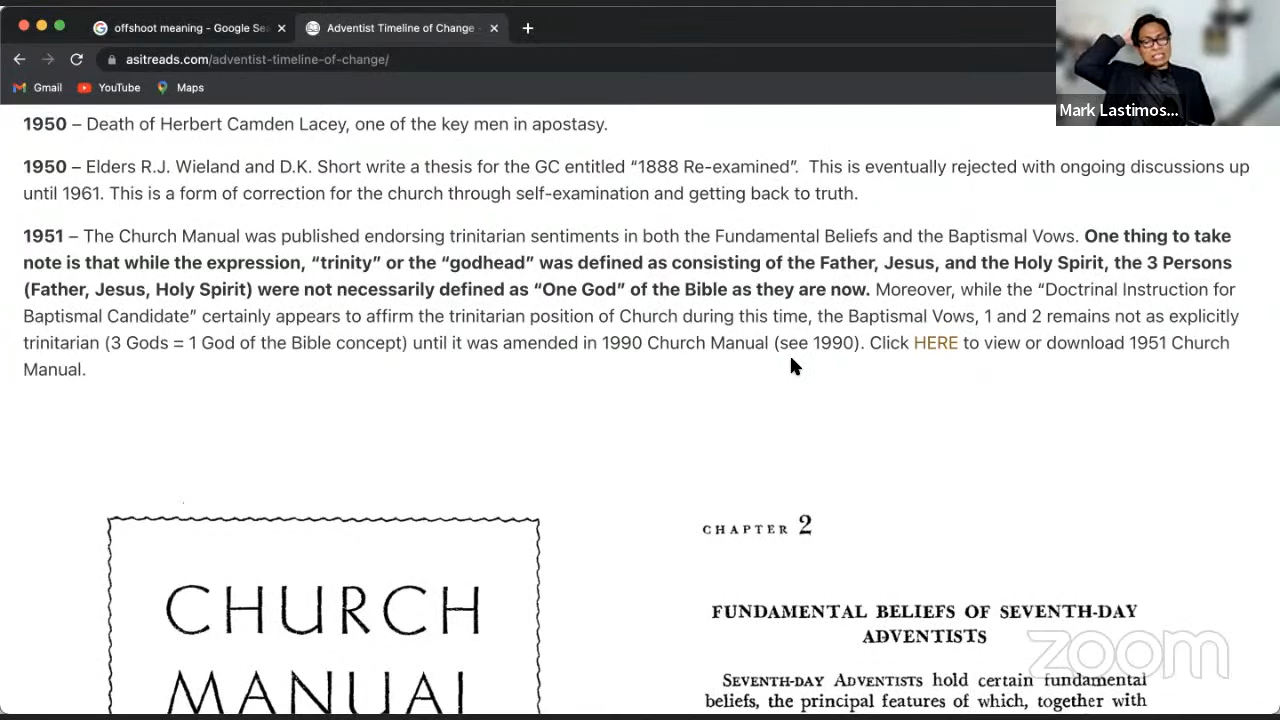 offshoot meaning - Google Se
Adventist Timeline of Change -
asitreads.com/adventist-timeline-of-change/
Gmail YouTube Maps
Mark Lastimos...
1950 – Death of Herbert Camden Lacey, one of the key men in apostasy.
1950 – Elders R.J. Wieland and D.K. Short write a thesis for the GC entitled “1888 Re-examined”. This is eventually rejected with ongoing discussions up
until 1961. This is a form of correction for the church through self-examination and getting back to truth.
1951 – The Church Manual was published endorsing trinitarian sentiments in both the Fundamental Beliefs and the Baptismal Vows. One thing to take
note is that while the expression, “trinity” or the “godhead” was defined as consisting of the Father, Jesus, and the Holy Spirit, the 3 Persons
(Father, Jesus, Holy Spirit) were not necessarily defined as “One God” of the Bible as they are now. Moreover, while the “Doctrinal Instruction for
Baptismal Candidate” certainly appears to affirm the trinitarian position of Church during this time, the Baptismal Vows, 1 and 2 remains not as explicitly
trinitarian (3 Gods = 1 God of the Bible concept) until it was amended in 1990 Church Manual (see 1990). Click HERE to view or download 1951 Church
Manual.
CHURCH
MANUAL
CHAPTER 2
FUNDAMENTAL BELIEFS OF SEVENTH-DAY
ADVENTISTS
SEVENTH-DAY ADVENTISTS hold certain fundamental
beliefs, the principal features of which, together with
zoom